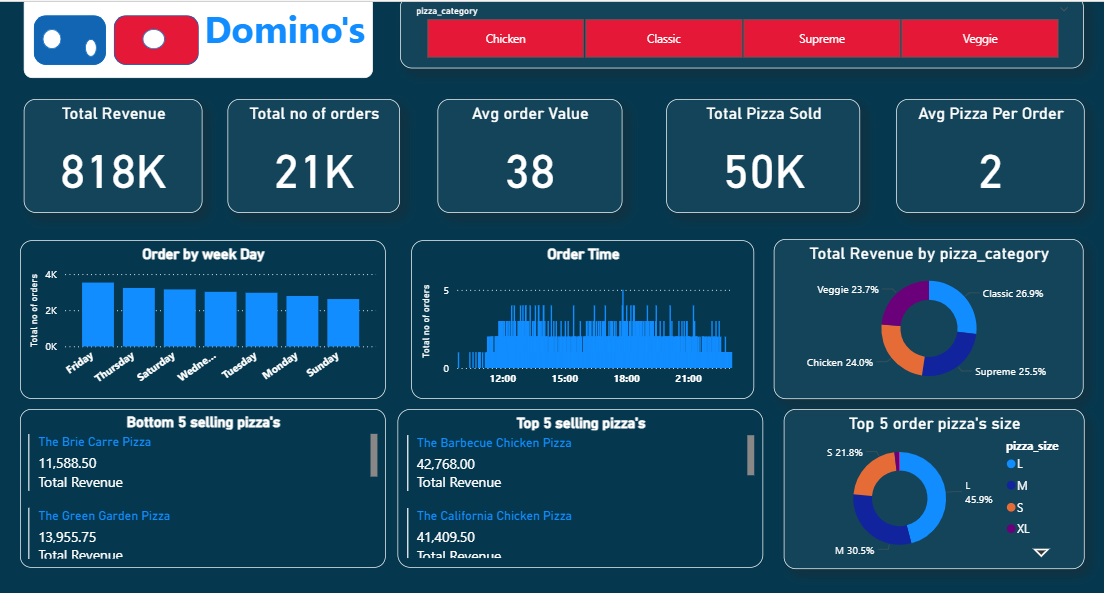 Domino's
pizza_category
Chicken
Classic
Supreme
Veggie
Total Revenue
818K
Total no of orders
21K
Avg order Value
38
Total Pizza Sold
50K
Avg Pizza Per Order
2
Order by week Day
Total no of orders
4K
2K
0K
Friday
Thursday
Saturday
Wedne...
Tuesday
Monday
Sunday
Order Time
Total no of orders
5
0
12:00
15:00
18:00
21:00
Total Revenue by pizza_category
Veggie 23.7%
Classic 26.9%
Chicken 24.0%
Supreme 25.5%
Bottom 5 selling pizza's
The Brie Carre Pizza
11,588.50
Total Revenue
The Green Garden Pizza
13,955.75
Total Revenue
Top 5 selling pizza's
The Barbecue Chicken Pizza
42,768.00
Total Revenue
The California Chicken Pizza
41,409.50
Total Revenue
Top 5 order pizza's size
S 21.8%
L
45.9%
M 30.5%
pizza_size
L
M
S
XL